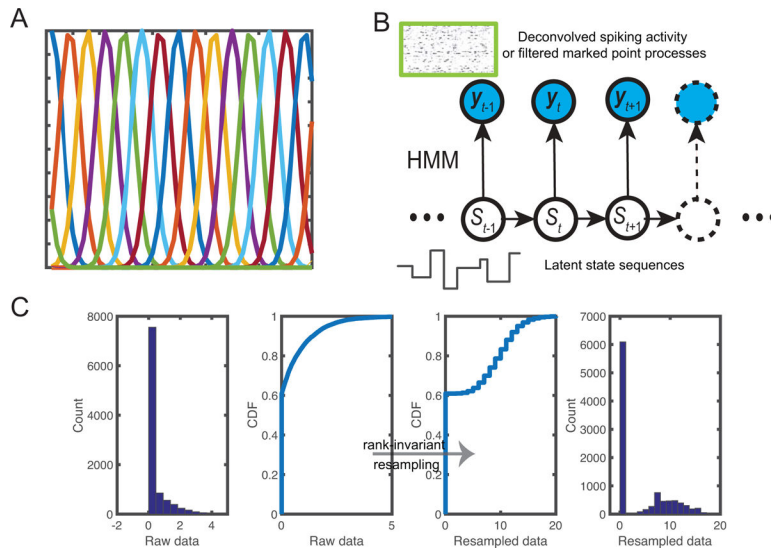 A
B
Deconvolved spiking activity
or filtered marked point processes
y t-1
y t
y t+1
HMM
S t-1
S t
S t+1
Latent state sequences
C
8000
6000
4000
2000
0
Count
-2 0 2 4
Raw data
1
0.8
0.6
0.4
0.2
0
CDF
0 5
Raw data
rank-invariant
resampling
1
0.8
0.6
0.4
0.2
0
CDF
0 10 20
Resampled data
7000
6000
5000
4000
3000
2000
1000
0
Count
0 10 20
Resampled data